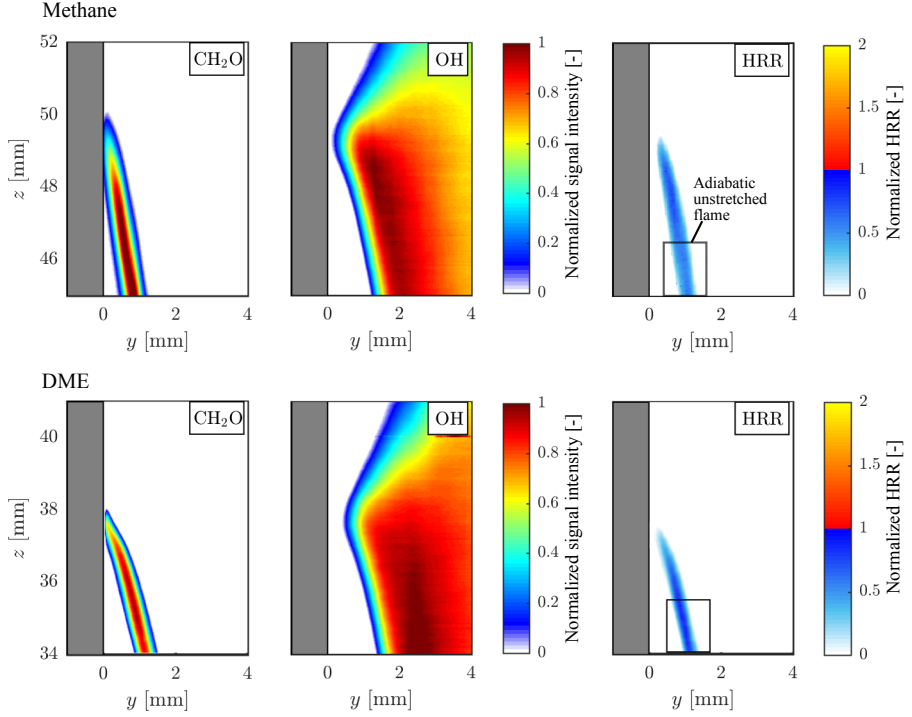 Methane
CH₂O
OH
HRR
52
50
48
46
z [mm]
0 2 4
y [mm]
0 2 4
y [mm]
1
0.8
0.6
0.4
0.2
0
Normalized signal intensity [-]
Adiabatic
unstretched
flame
0 2 4
y [mm]
2
1.5
1
0.5
0
Normalized HRR [-]
DME
CH₂O
OH
HRR
40
38
36
34
z [mm]
0 2 4
y [mm]
0 2 4
y [mm]
1
0.8
0.6
0.4
0.2
0
Normalized signal intensity [-]
0 2 4
y [mm]
2
1.5
1
0.5
0
Normalized HRR [-]